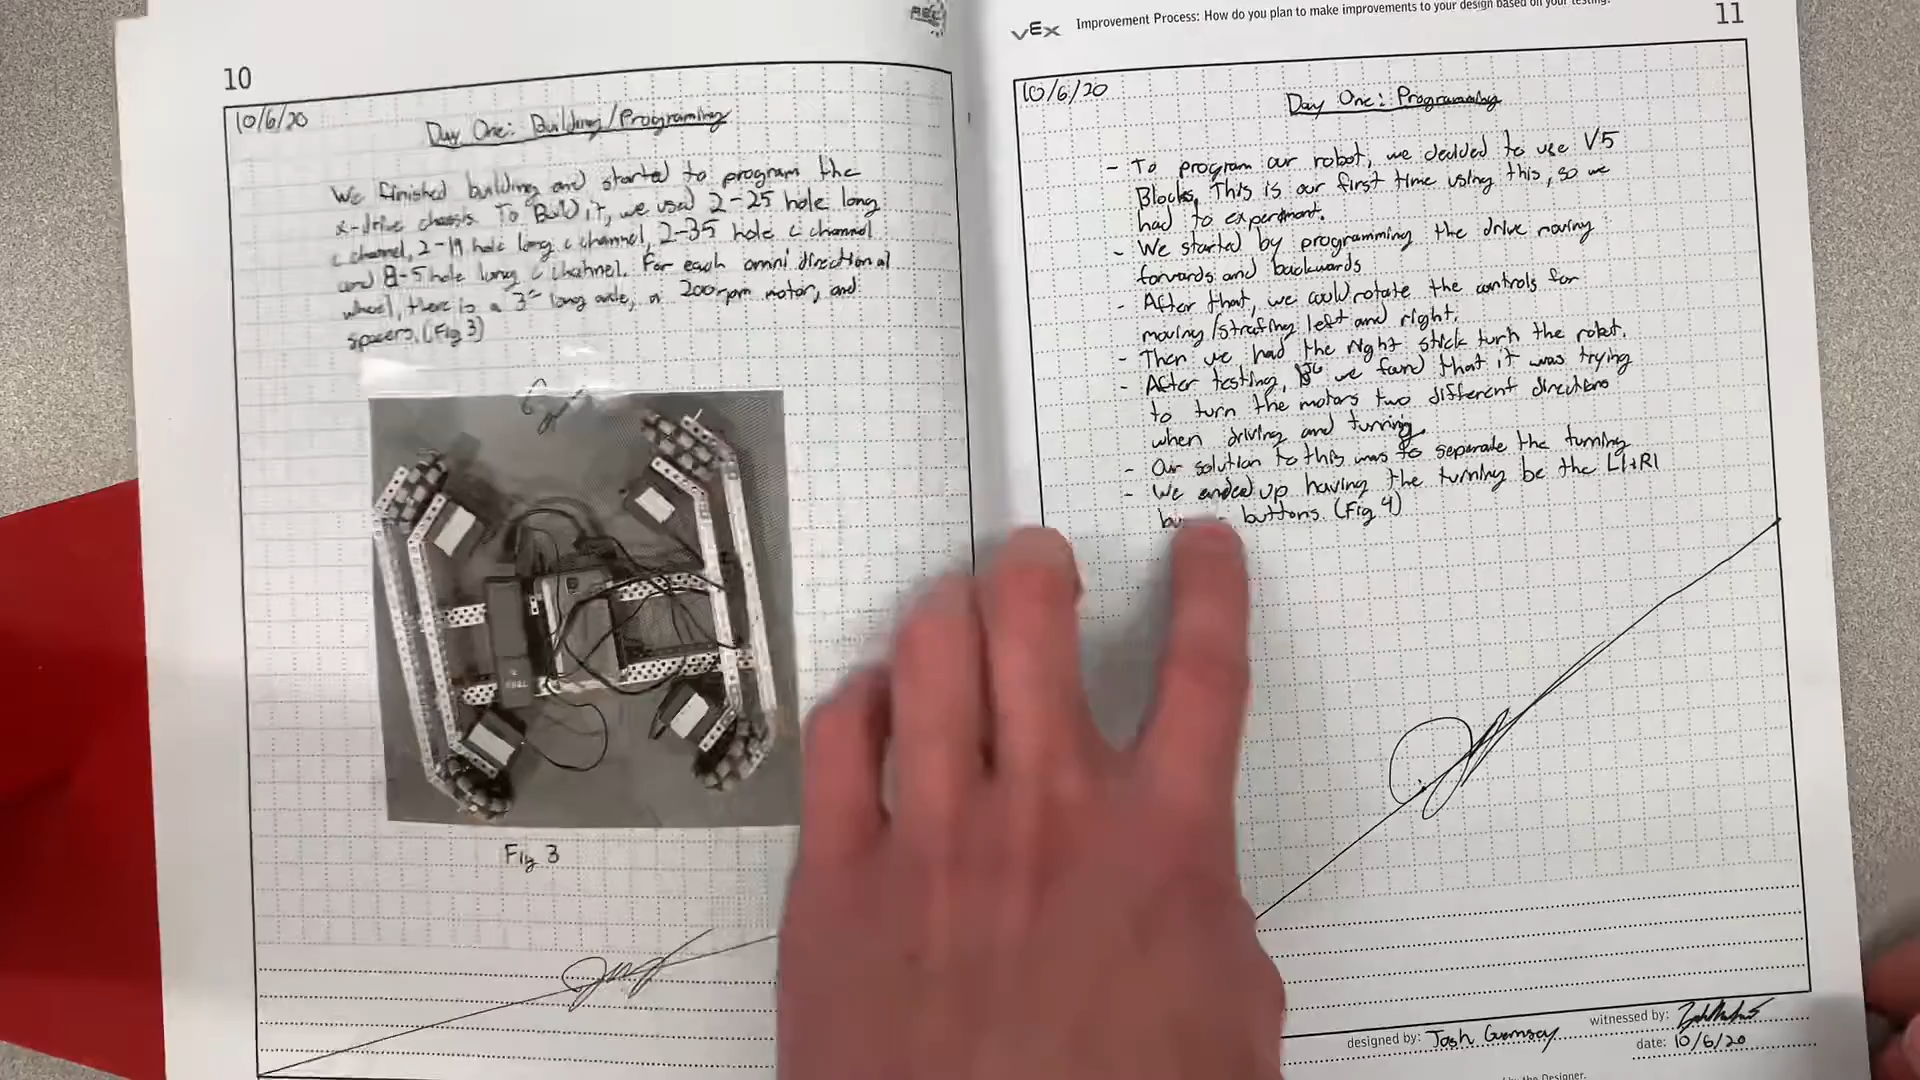 10
10/6/20
Day One: Building/Programing
We finished building and started to program the
x-drive chassis. To Build it, we used 2-25 hole long
c channel, 2-19 hole long c channel, 2-35 hole c channel
and 8-5 hole long c channel. For each omni directional
wheel, there is a 3" long axle, a 200rpm motor, and
spacers. (Fig 3)
Fig 3
VEX
Improvement Process: How do you plan to make improvements to your design based on your testing.
11
10/6/20
Day One: Programming
- To program our robot, we decided to use V5
Blocks, This is our first time using this, so we
had to experiment.
- We started by programming the drive moving
forwards and backwards
- After that, we could rotate the controls for
moving/strafing left and right.
- Then we had the right stick turn the robot.
- After testing, we found that it was trying
to turn the motors two different directions
when driving and turning.
- Our solution to this was to separate the turning
- We ended up having the turning be the L1+R1
buttons. (Fig 4)
witnessed by:
designed by: Josh Guernsey
date: 10/6/20
the Designer.